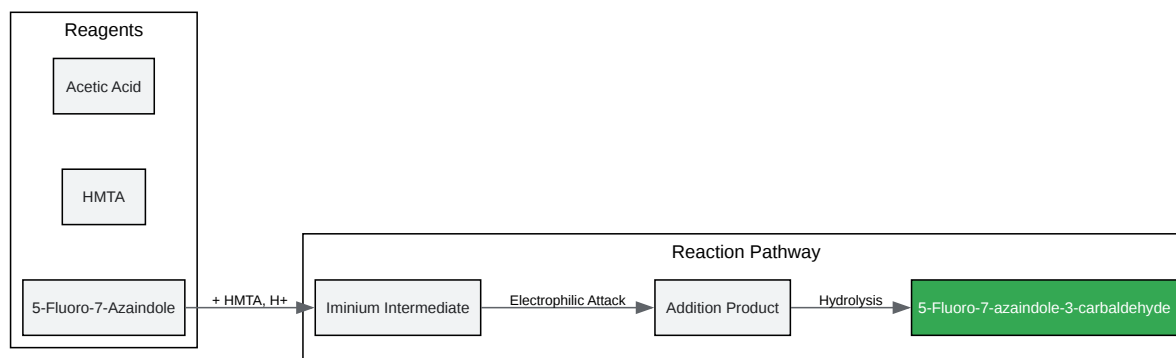 Reagents
Acetic Acid
HMTA
5-Fluoro-7-Azaindole
+ HMTA, H+
Reaction Pathway
Iminium Intermediate
Electrophilic Attack
Addition Product
Hydrolysis
5-Fluoro-7-azaindole-3-carbaldehyde